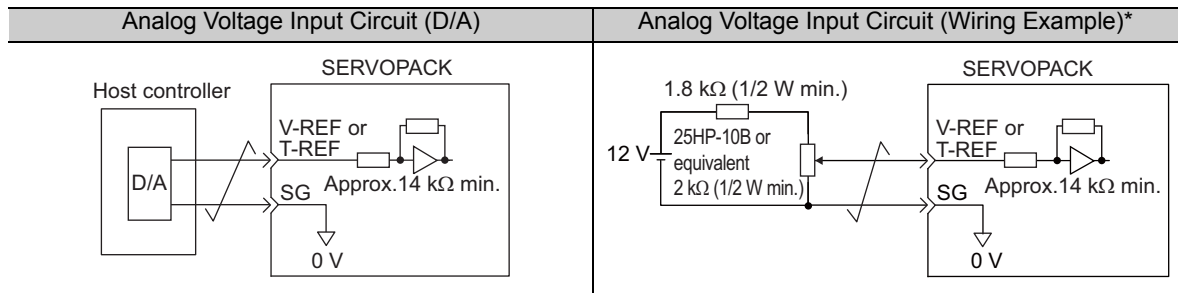 Analog Voltage Input Circuit (D/A)
Analog Voltage Input Circuit (Wiring Example)*
SERVOPACK
Host controller
V-REF or
T-REF
D/A
Approx.14 kΩ min.
SG
0 V
SERVOPACK
1.8 kΩ (1/2 W min.)
12 V
25HP-10B or
equivalent
2 kΩ (1/2 W min.)
V-REF or
T-REF
Approx.14 kΩ min.
SG
0 V